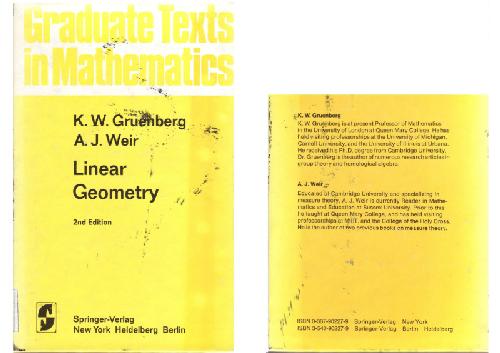 Graduate Texts
in Mathematics
K. W. Gruenberg
A. J. Weir
Linear
Geometry
2nd Edition
Springer-Verlag
New York Heidelberg Berlin
K. W. Gruenberg
K. W. Gruenberg is at present Professor of Mathematics
in the University of London at Queen Mary College. He has
held visiting professorships at the University of Michigan,
Cornell University, and the University of Illinois at Urbana.
He received his Ph.D. degree from Cambridge University.
Dr. Gruenberg is the author of numerous research articles in
group theory and homological algebra.
A. J. Weir
Educated at Cambridge University and specializing in
measure theory, A. J. Weir is currently Reader in Mathe-
matics and Education at Sussex University. Prior to this
he taught at Queen Mary College, and has held visiting
professorships at MIT, and the College of the Holy Cross.
He is the author of two previous books on measure theory.
ISBN 0-387-90227-9 Springer-Verlag New York
ISBN 3-540-90227-9 Springer-Verlag Berlin Heidelberg